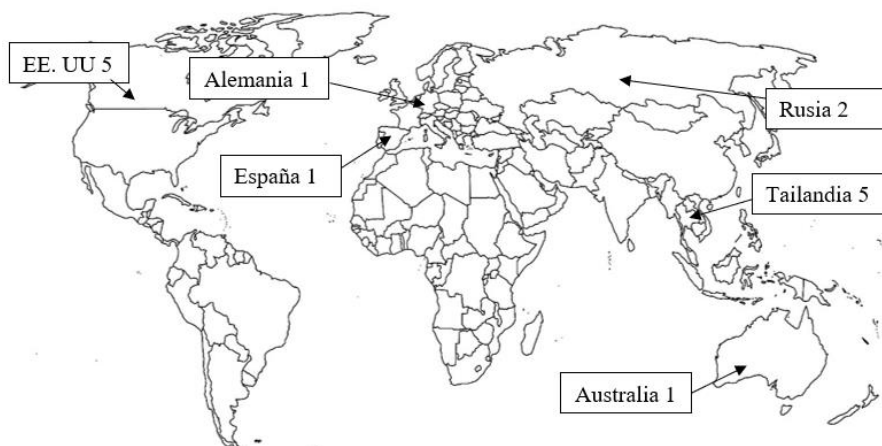 EE. UU 5
Alemania 1
Rusia 2
España 1
Tailandia 5
Australia 1